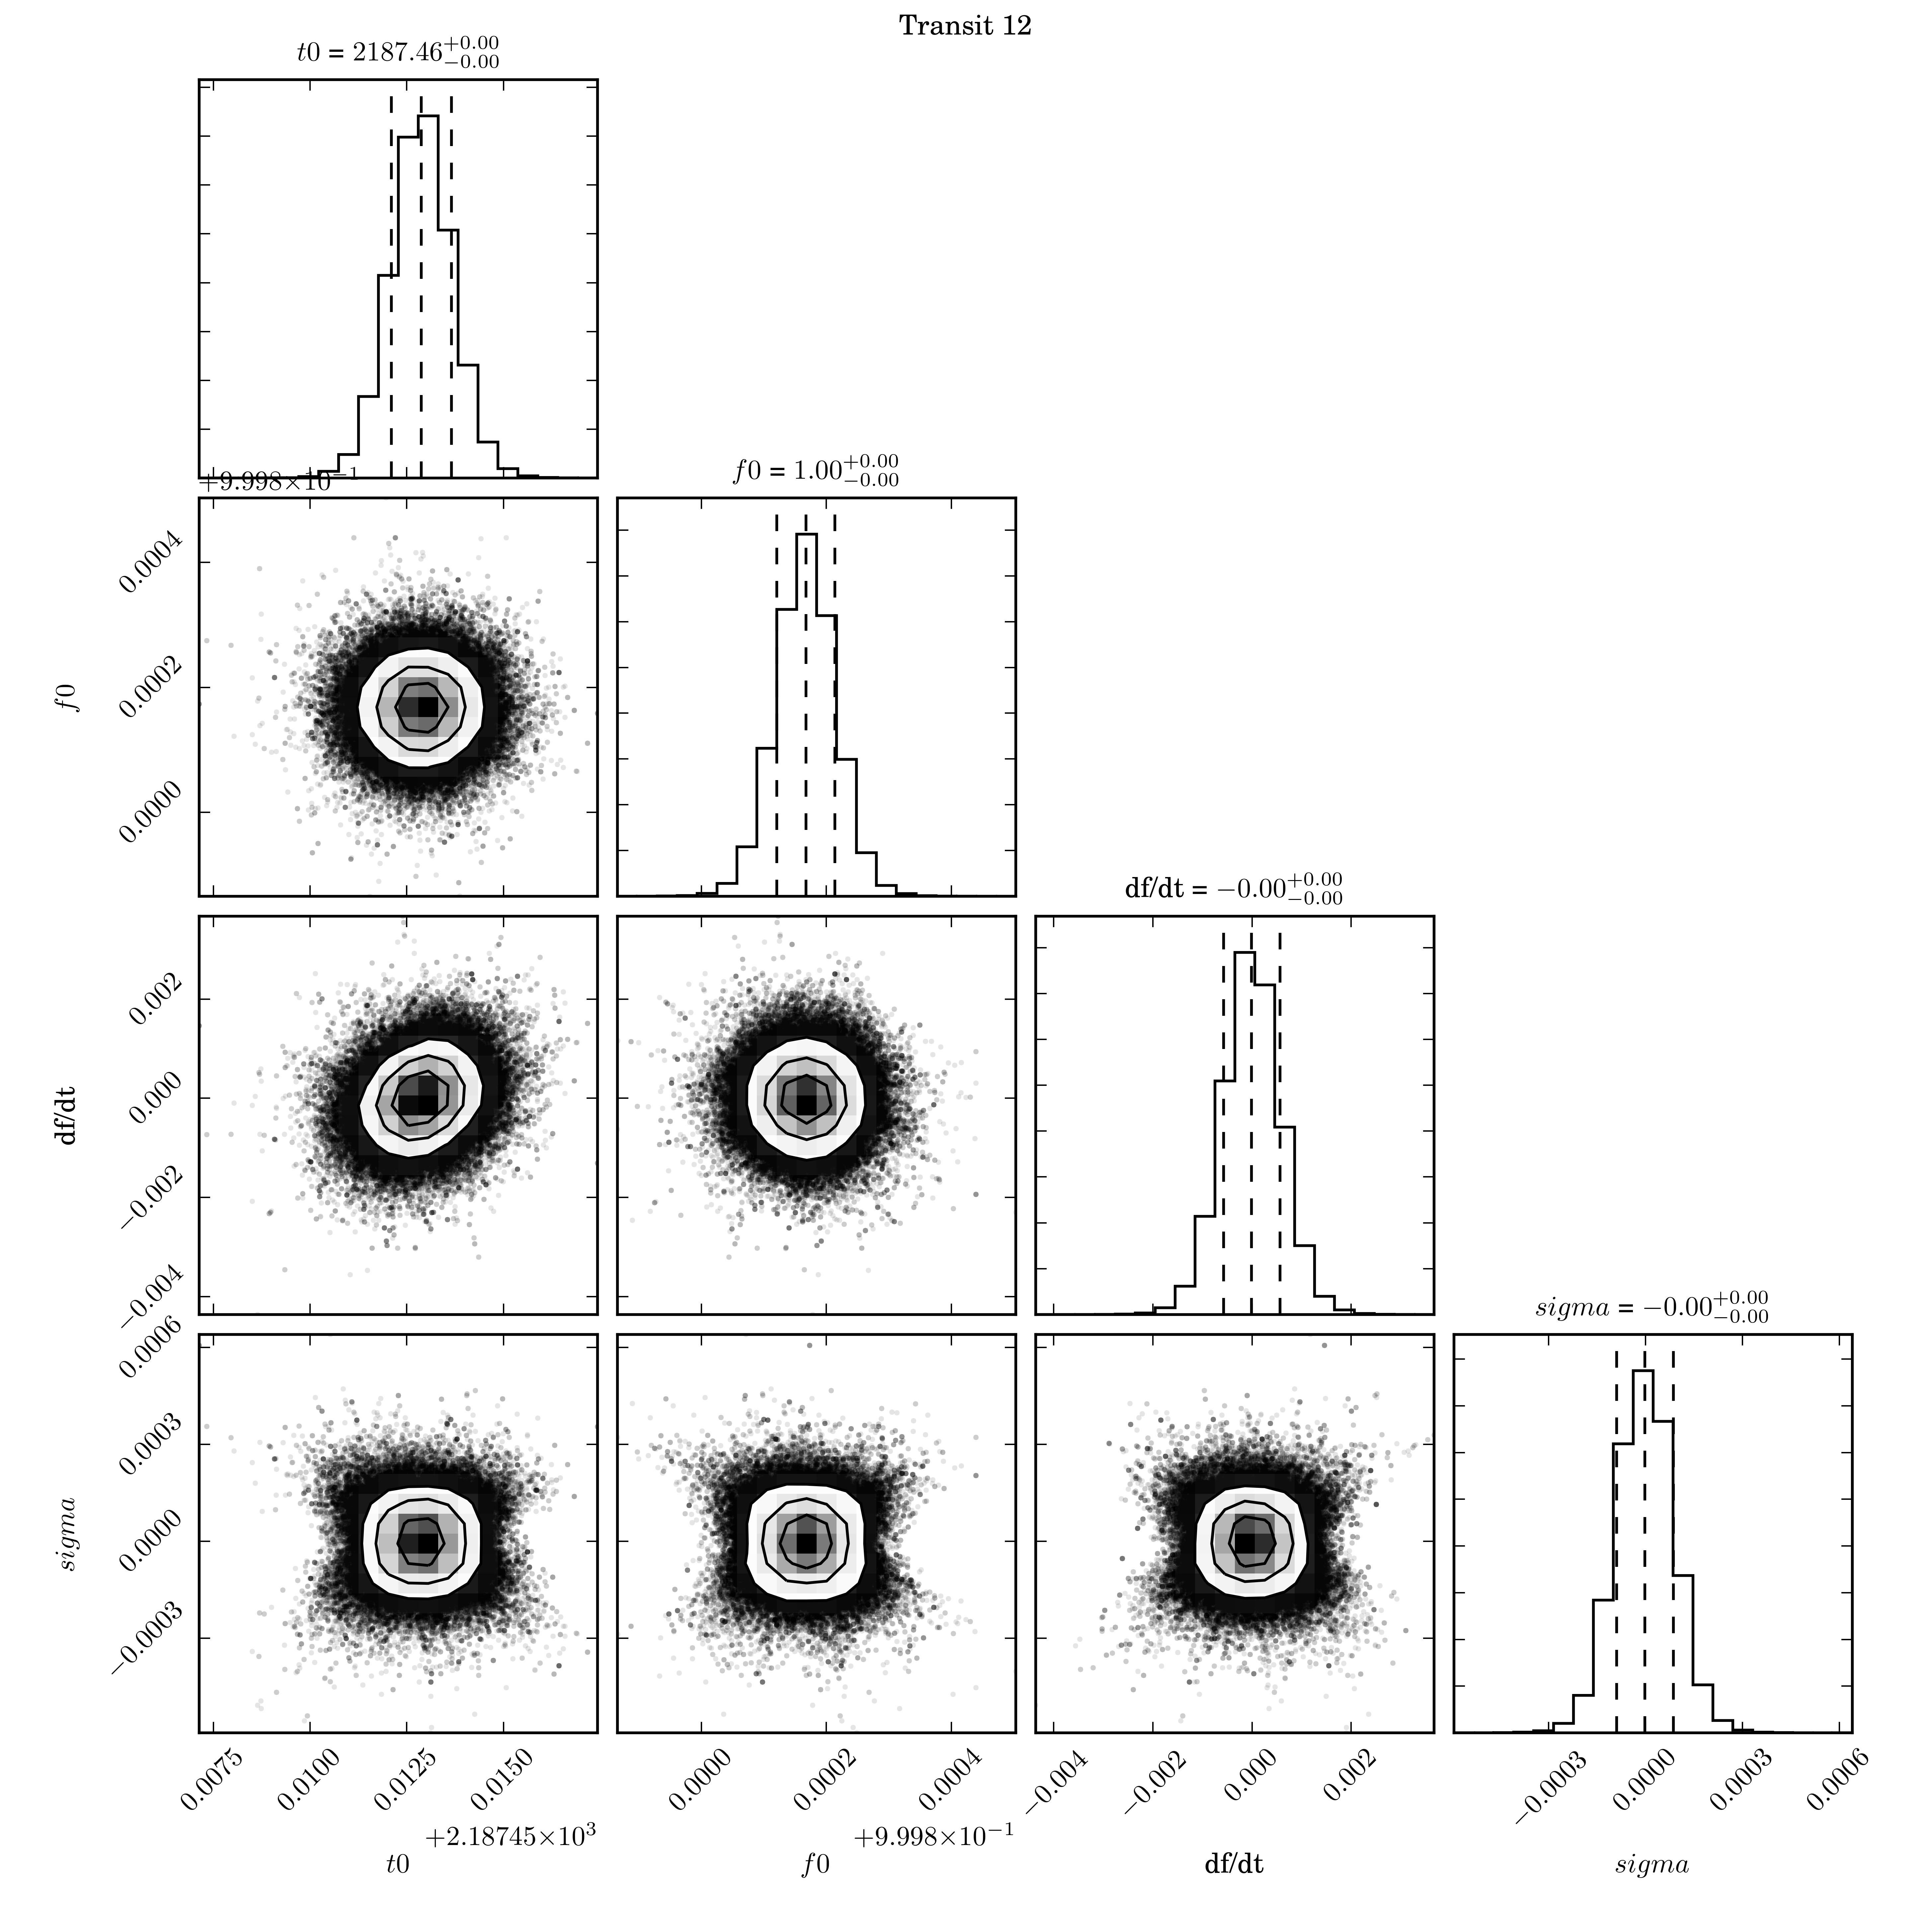 Transit 12
t0 = 2187.46+0.00−0.00
+9.998×10−1
f0 = 1.00+0.00−0.00
0.0004
0.0002
0.0000
f0
df/dt = −0.00+0.00−0.00
0.002
0.000
−0.002
−0.004
df/dt
sigma = −0.00+0.00−0.00
0.0006
0.0003
0.0000
−0.0003
sigma
0.0075 0.0100 0.0125 0.0150 0.0000 0.0002 0.0004 −0.004 −0.002 0.000 0.002 −0.0003 0.0000 0.0003 0.0006
+2.18745×10³ +9.998×10−1
t0 f0 df/dt sigma